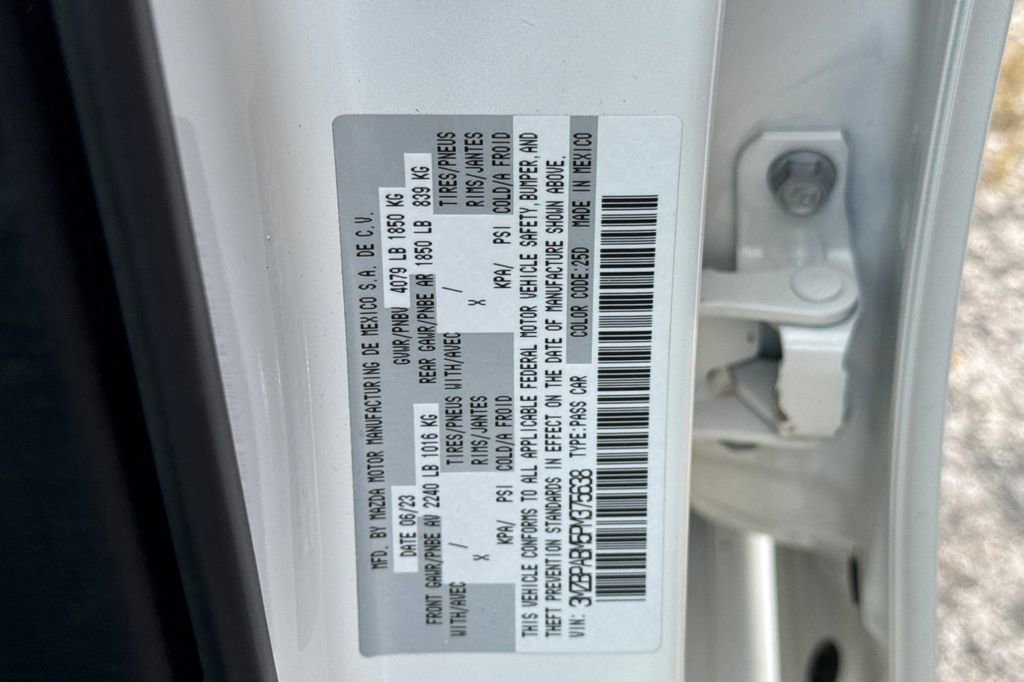 MFD. BY MAZDA MOTOR MANUFACTURING DE MEXICO S.A. DE C.V.
DATE 06/23 GVWR/PNBV 4079 LB 1850 KG
FRONT GAWR/PNBE AV 2240 LB 1016 KG REAR GAWR/PNBE AR 1850 LB 839 KG
WITH/AVEC / TIRES/PNEUS WITH/AVEC / TIRES/PNEUS
X RIMS/JANTES X RIMS/JANTES
KPA/ PSI COLD/A FROID KPA/ PSI COLD/A FROID
THIS VEHICLE CONFORMS TO ALL APPLICABLE FEDERAL MOTOR VEHICLE SAFETY, BUMPER, AND
THEFT PREVENTION STANDARDS IN EFFECT ON THE DATE OF MANUFACTURE SHOWN ABOVE.
VIN: 3MZBPABM5PM375638 TYPE:PASS CAR COLOR CODE:25D MADE IN MEXICO